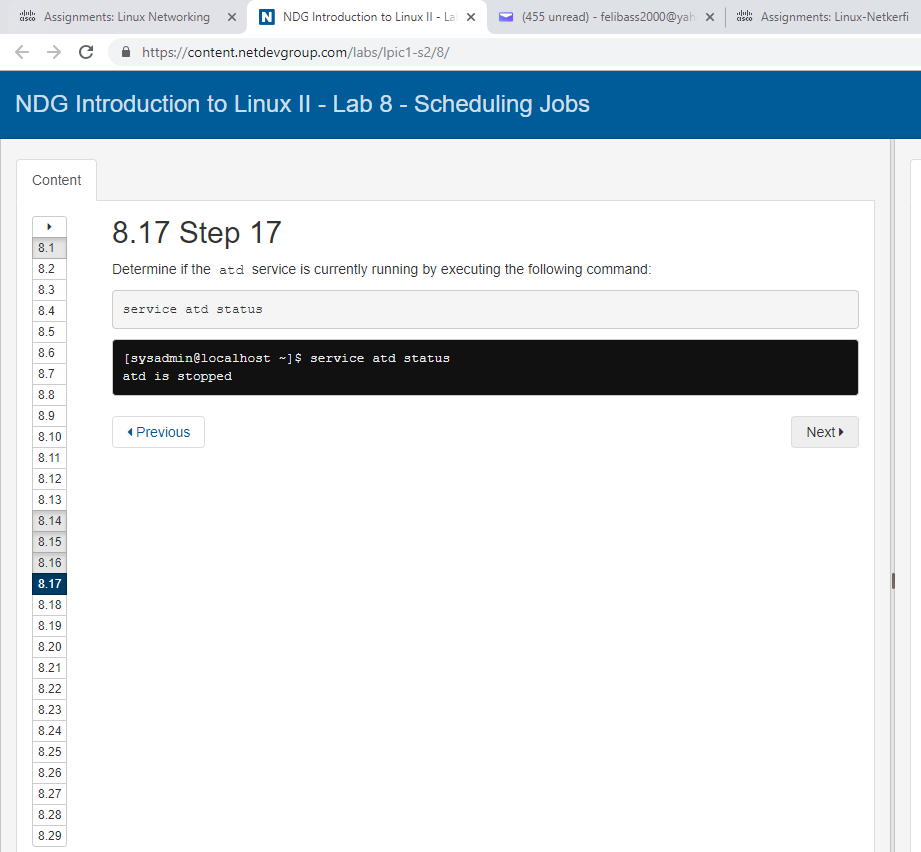 Assignments: Linux Networking
N NDG Introduction to Linux II - La
(455 unread) - felibass2000@yah
Assignments: Linux-Netkerfi
https://content.netdevgroup.com/labs/lpic1-s2/8/
NDG Introduction to Linux II - Lab 8 - Scheduling Jobs
Content
8.1
8.2
8.3
8.4
8.5
8.6
8.7
8.8
8.9
8.10
8.11
8.12
8.13
8.14
8.15
8.16
8.17
8.18
8.19
8.20
8.21
8.22
8.23
8.24
8.25
8.26
8.27
8.28
8.29
8.17 Step 17
Determine if the atd service is currently running by executing the following command:
service atd status
[sysadmin@localhost ~]$ service atd status
atd is stopped
Previous
Next